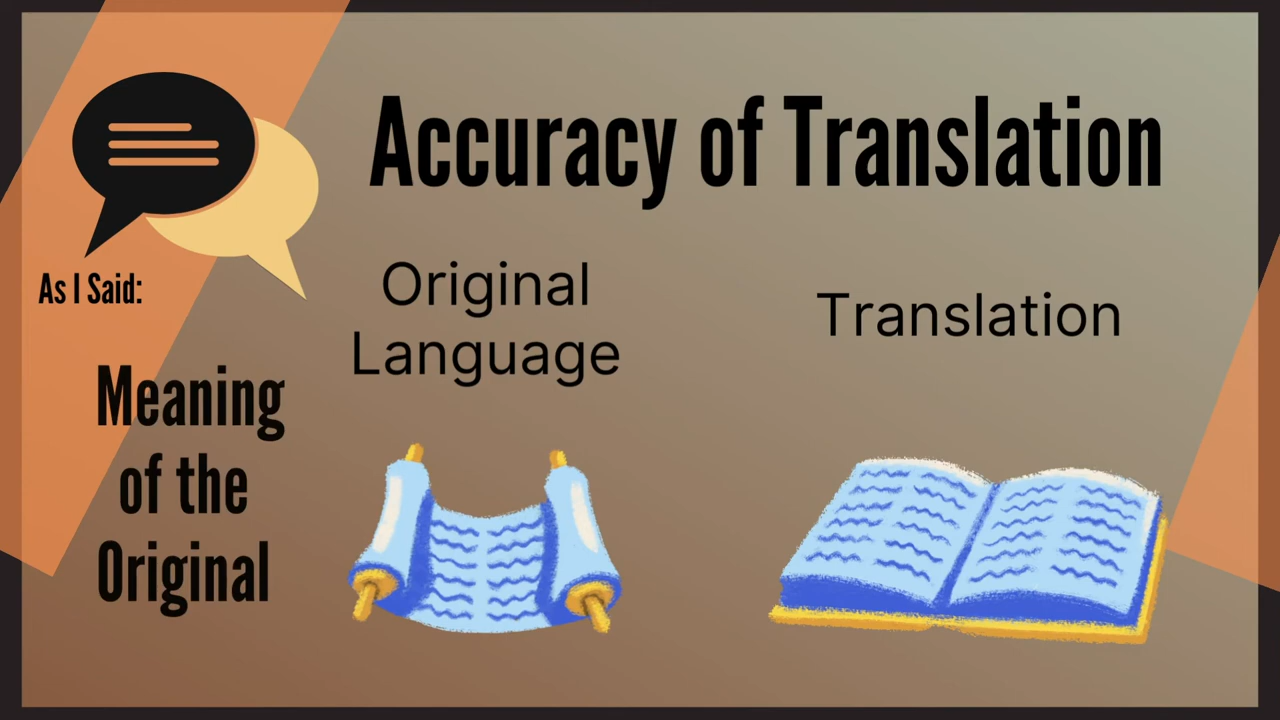 Accuracy of Translation
As I Said:
Meaning
of the
Original
Original
Language
Translation